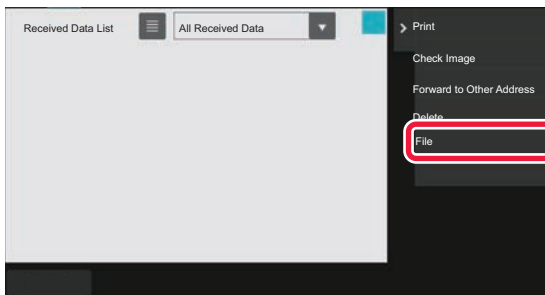 Received Data List
All Received Data
Print
Check Image
Forward to Other Address
Delete
File